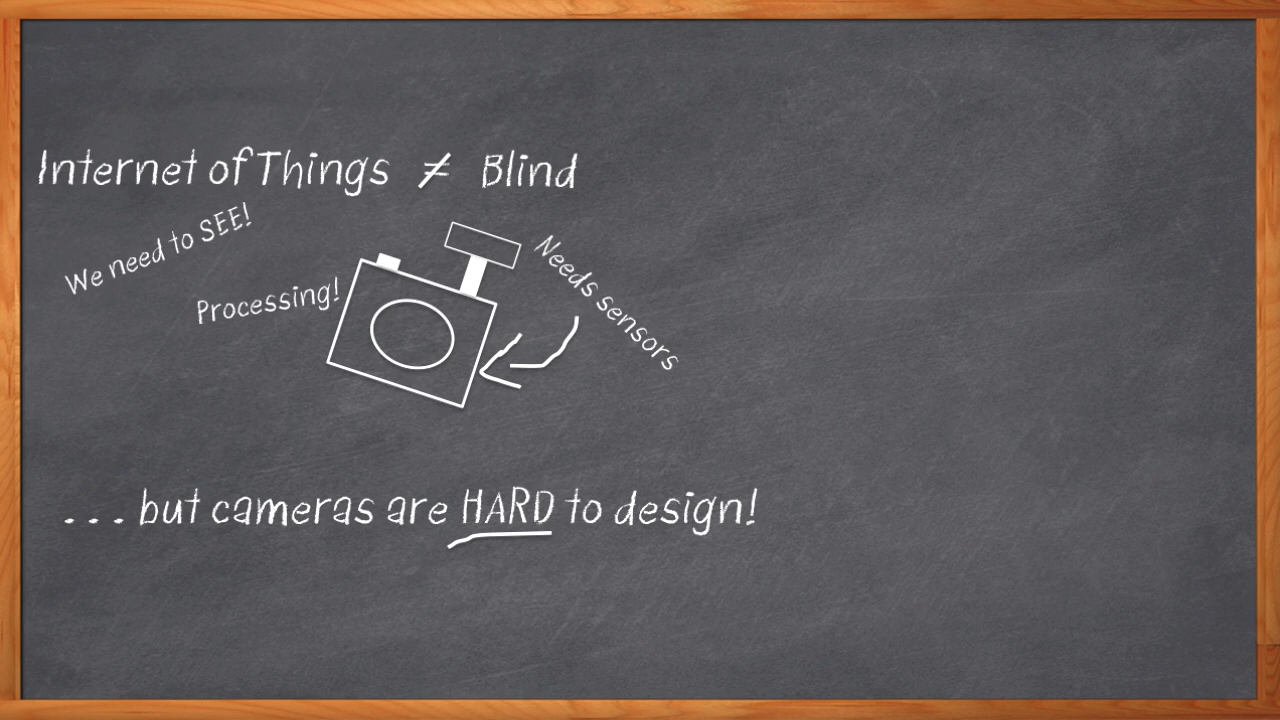 Internet of Things ≠ Blind
We need to SEE!
Processing!
Needs sensors
. . . but cameras are HARD to design!